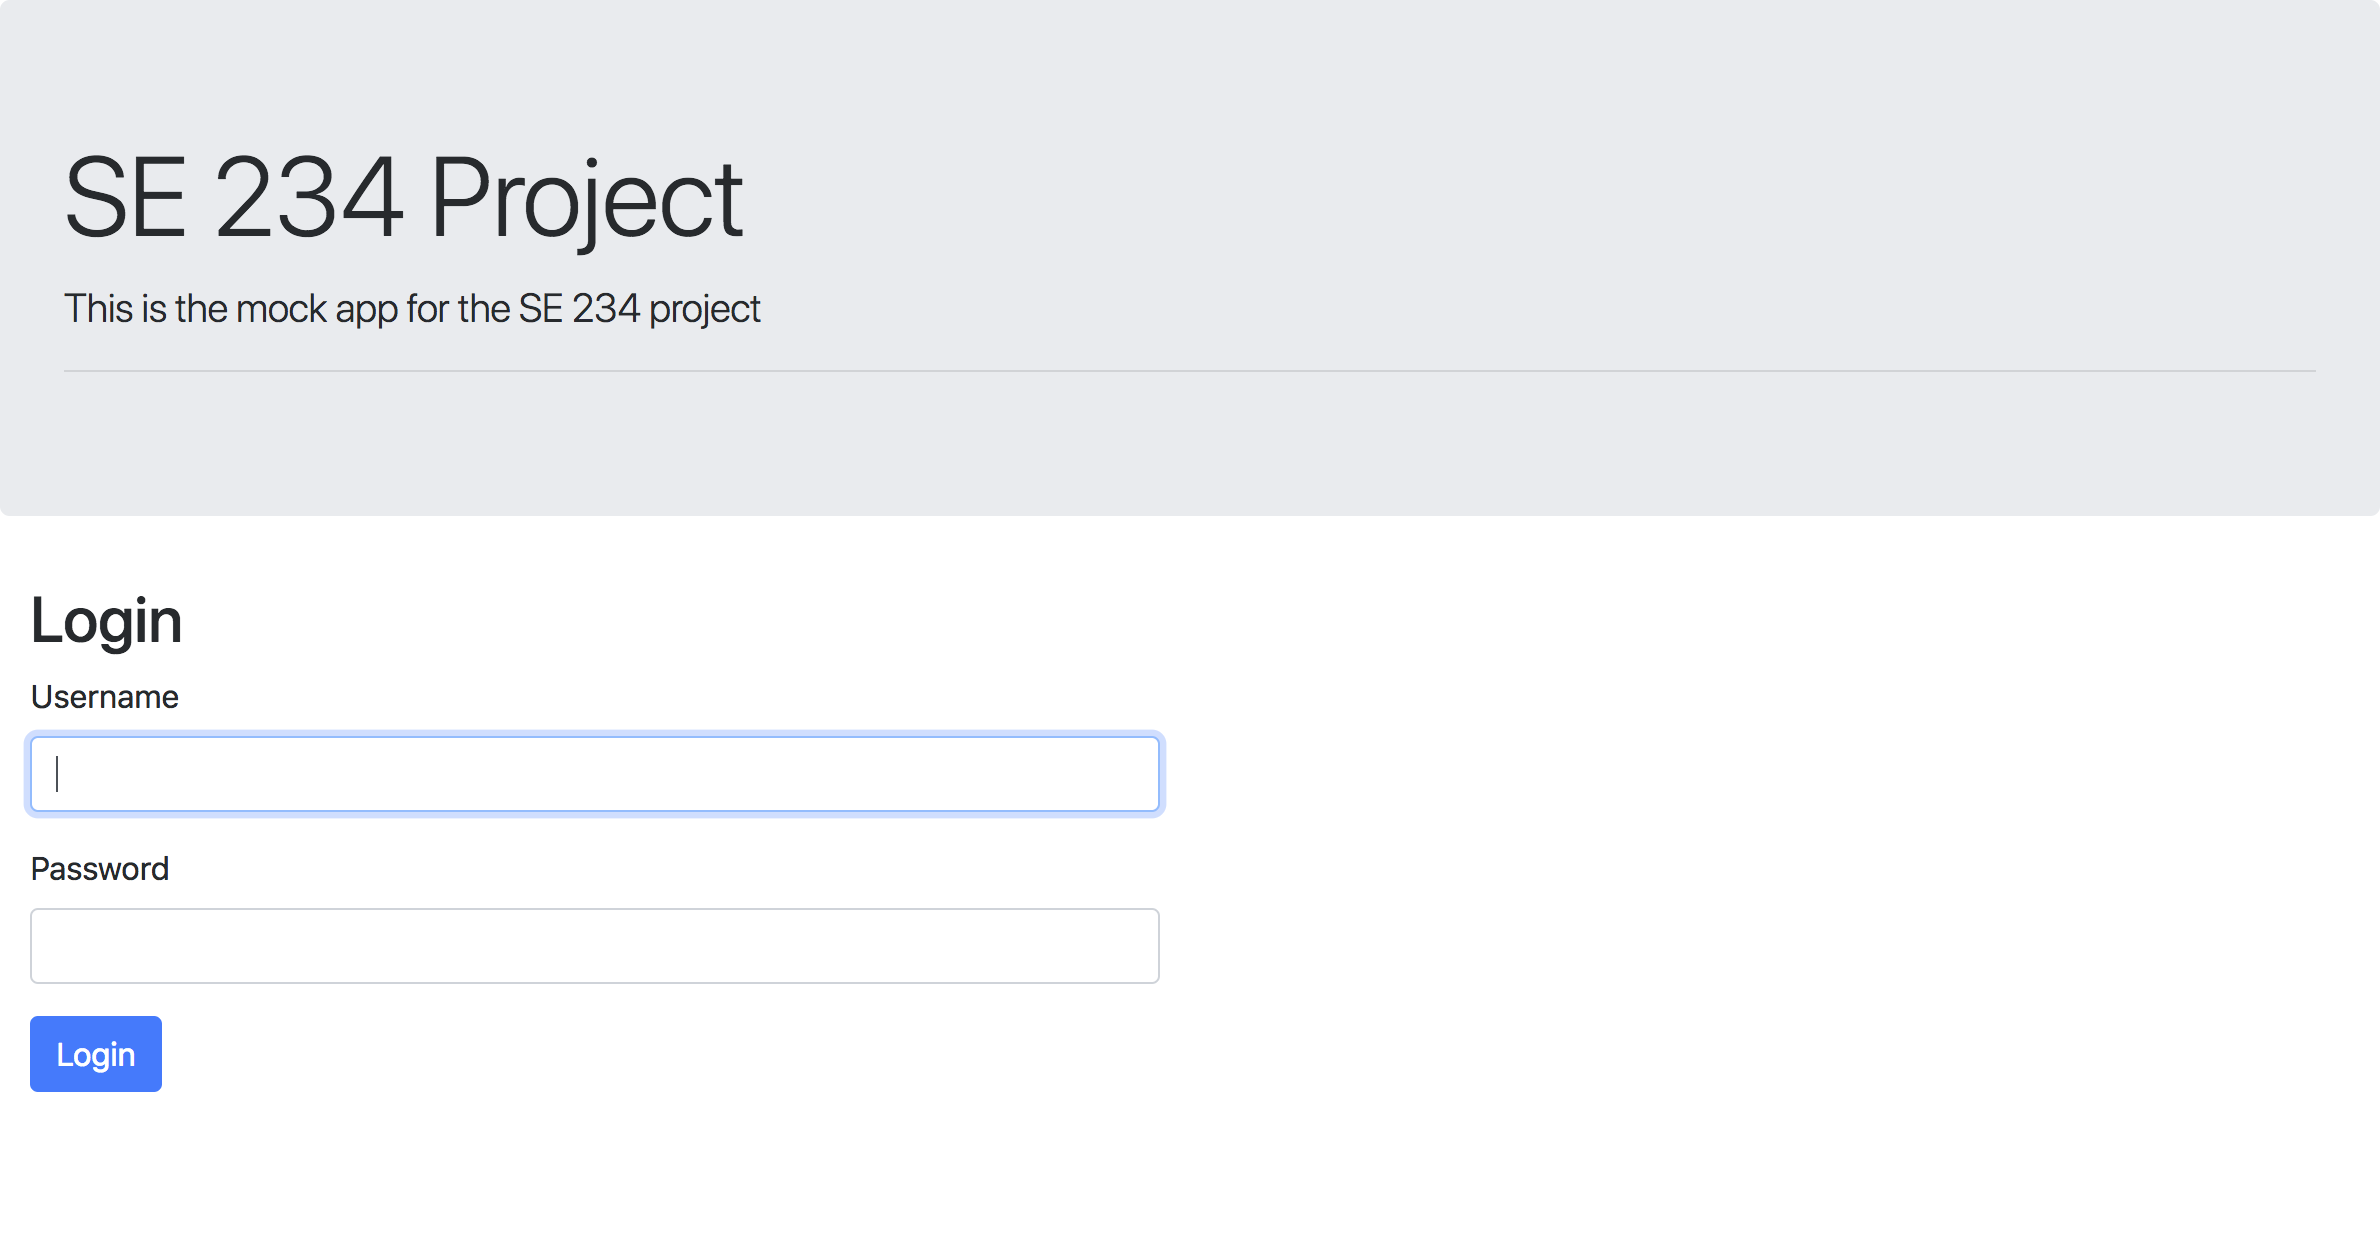 SE 234 Project
This is the mock app for the SE 234 project
Login
Username
Password
Login